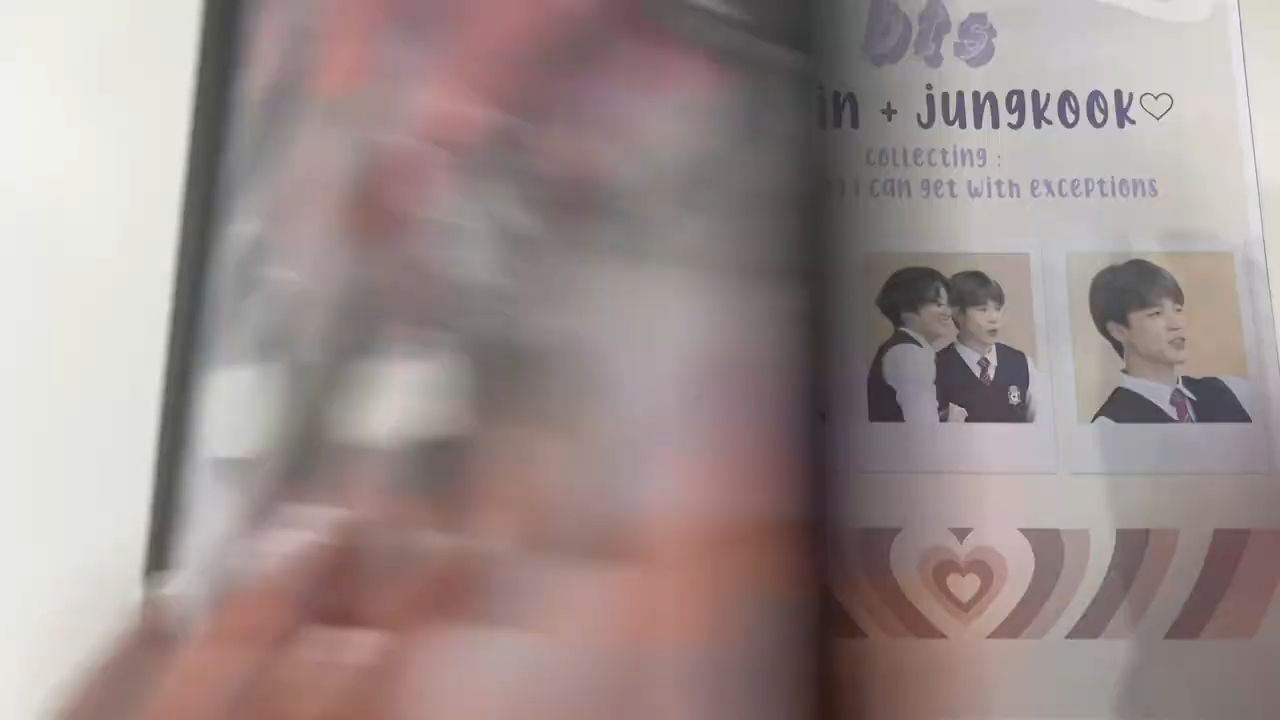 bts
in + jungkook♡
collecting :
i can get with exceptions